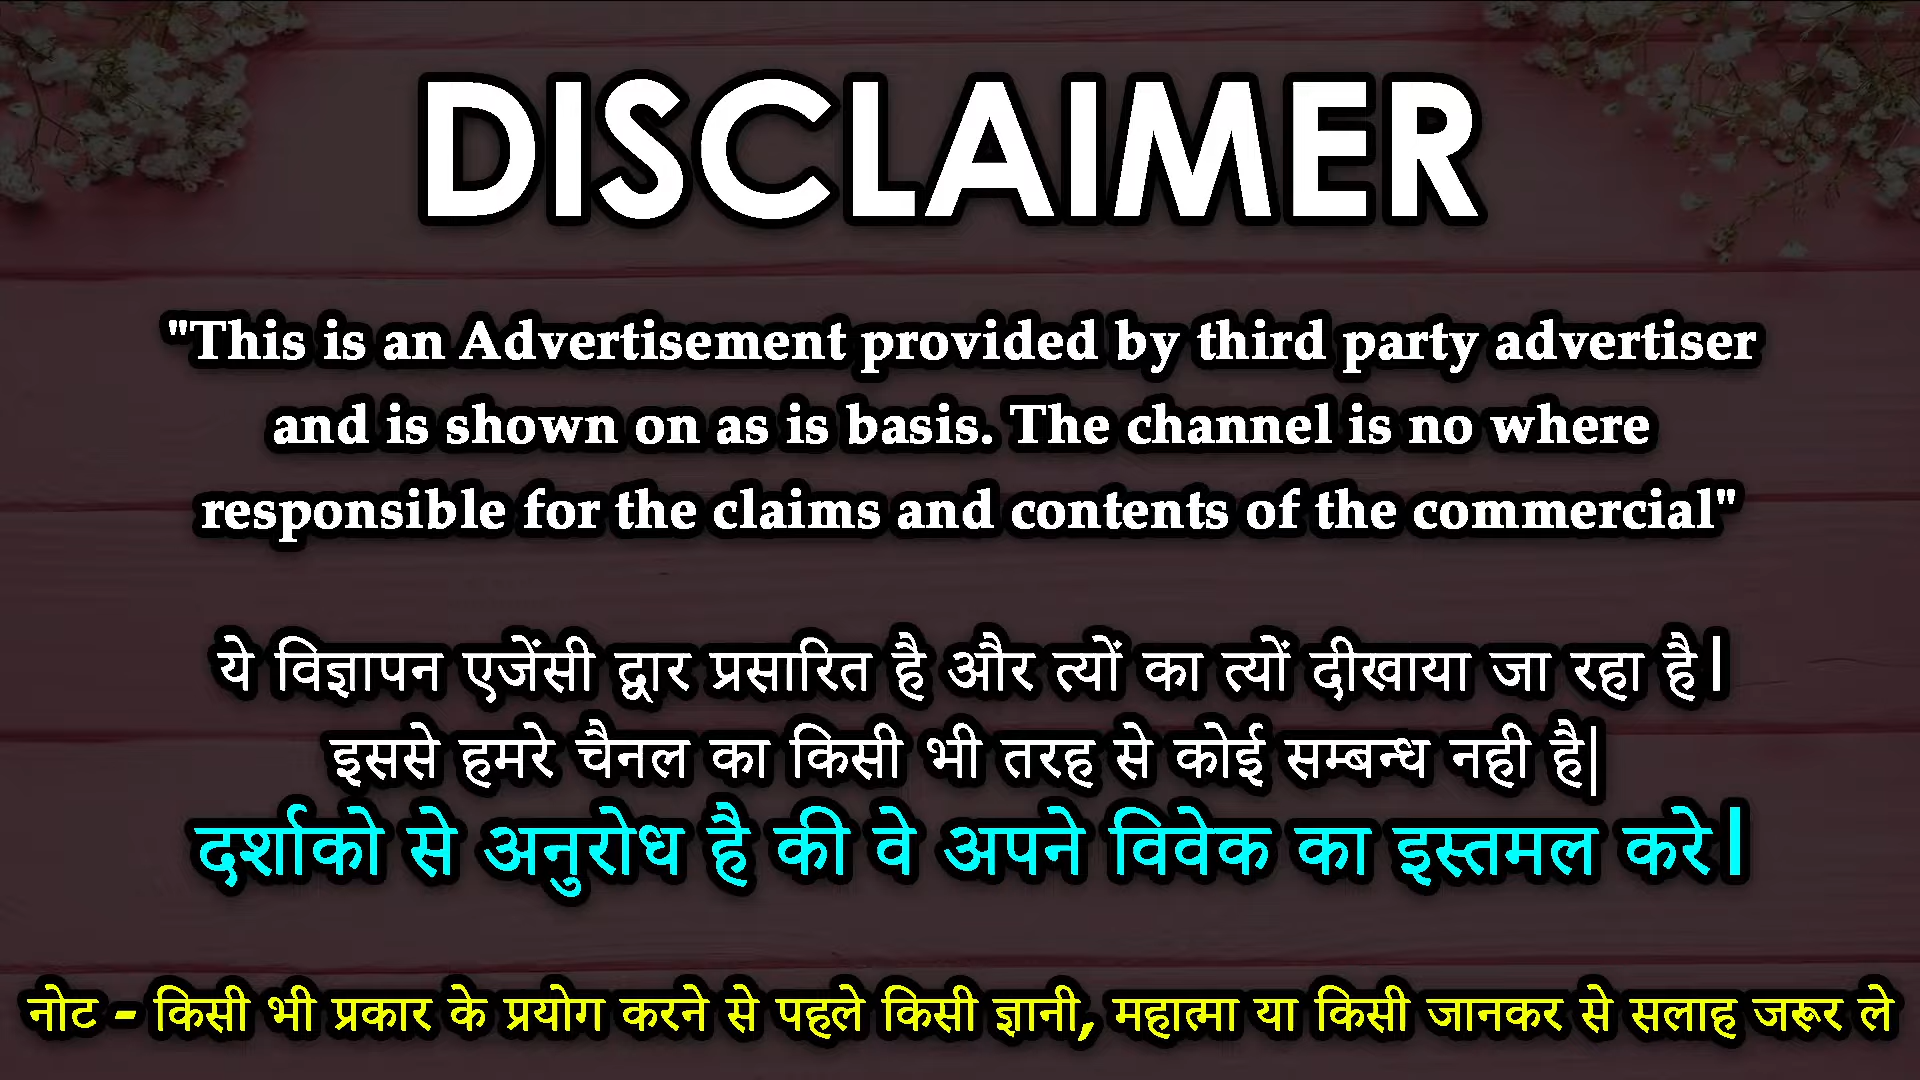 DISCLAIMER
"This is an Advertisement provided by third party advertiser
and is shown on as is basis. The channel is no where
responsible for the claims and contents of the commercial"
ये विज्ञापन एजेंसी द्वार प्रसारित है और त्यों का त्यों दीखाया जा रहा है।
इससे हमरे चैनल का किसी भी तरह से कोई सम्बन्ध नही है|
दर्शाको से अनुरोध है की वे अपने विवेक का इस्तमल करे।
नोट - किसी भी प्रकार के प्रयोग करने से पहले किसी ज्ञानी, महात्मा या किसी जानकर से सलाह जरूर ले